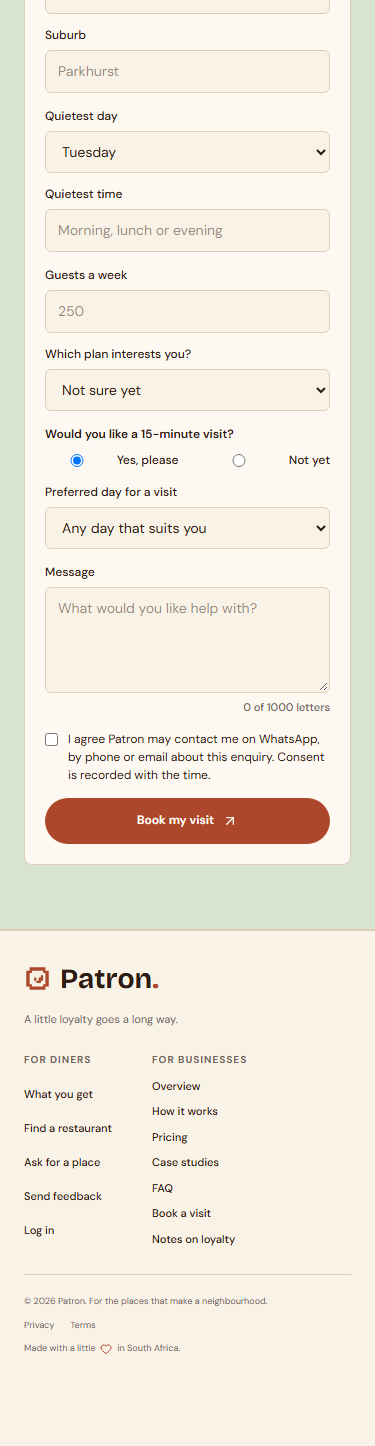 Suburb
Parkhurst
Quietest day
Tuesday
Quietest time
Morning, lunch or evening
Guests a week
250
Which plan interests you?
Not sure yet
Would you like a 15-minute visit?
Yes, please
Not yet
Preferred day for a visit
Any day that suits you
Message
What would you like help with?
0 of 1000 letters
I agree Patron may contact me on WhatsApp,
by phone or email about this enquiry. Consent
is recorded with the time.
Book my visit
Patron.
A little loyalty goes a long way.
FOR DINERS
What you get
Find a restaurant
Ask for a place
Send feedback
Log in
FOR BUSINESSES
Overview
How it works
Pricing
Case studies
FAQ
Book a visit
Notes on loyalty
© 2026 Patron. For the places that make a neighbourhood.
Privacy
Terms
Made with a little
in South Africa.